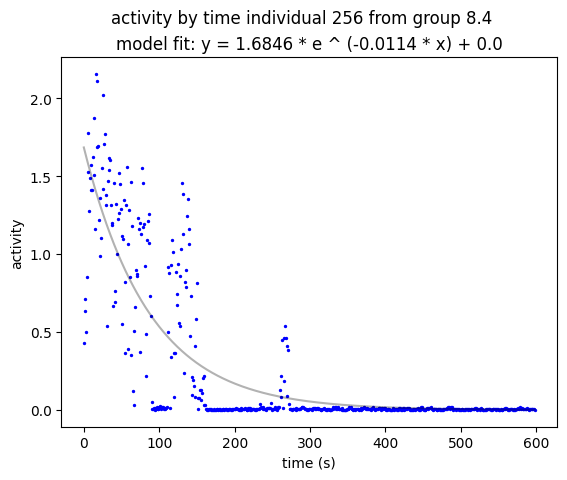 activity by time individual 256 from group 8.4
model fit: y = 1.6846 * e ^ (-0.0114 * x) + 0.0
2.0
1.5
1.0
0.5
0.0
activity
0 100 200 300 400 500 600
time (s)